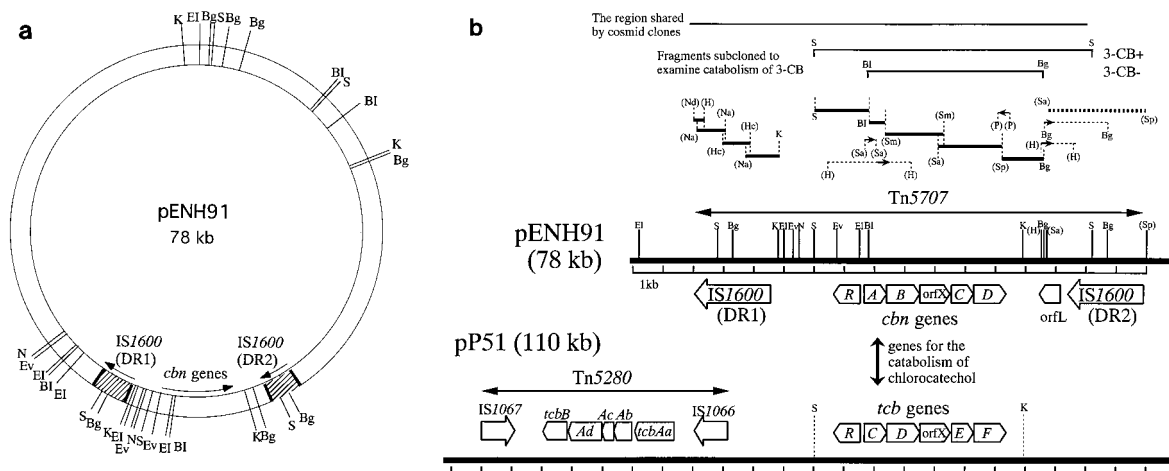 a
K EI Bg S Bg Bg
BI
S
BI
K
Bg
pENH91
78 kb
IS1600
(DR1)
IS1600
(DR2)
cbn genes
N
Ev
EI
BI
EI
S Bg K EI Ev N S Ev EI BI
K Bg S Bg
b
The region shared
by cosmid clones
Fragments subcloned to
examine catabolism of 3-CB
S S 3-CB+
BI Bg 3-CB-
(Nd) (H) (Na) (Hc) K
(Na) (Hc) (Na)
S BI (Sm) (Sm) (P) (P) (Sa) (Sp)
(Sa) (Sa) (Sa) (Sp) Bg Bg
(H) (H) Bg (H) (H)
Tn5707
pENH91
(78 kb)
EI S Bg K EI Ev N S Ev EI BI K (H) Bg (Sa) S Bg (Sp)
1kb
IS1600
(DR1)
R A B orfX C D
cbn genes
orfL
IS1600
(DR2)
pP51 (110 kb)
genes for the
catabolism of
chlorocatechol
Tn5280
IS1067 tcbB Ad Ac Ab tcbAa IS1066
tcb genes
S K
R C D orfX E F